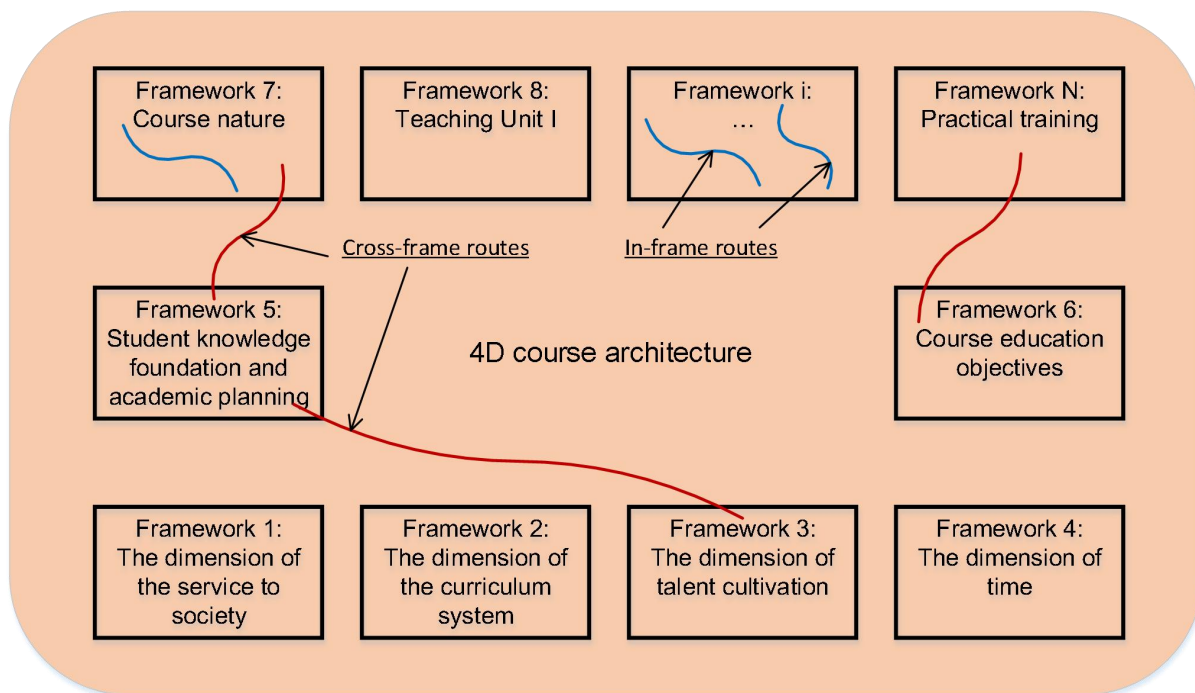 Framework 7:
Course nature
Framework 8:
Teaching Unit I
Framework i:
...
Framework N:
Practical training
Cross-frame routes
In-frame routes
Framework 5:
Student knowledge
foundation and
academic planning
4D course architecture
Framework 6:
Course education
objectives
Framework 1:
The dimension of
the service to
society
Framework 2:
The dimension of
the curriculum
system
Framework 3:
The dimension of
talent cultivation
Framework 4:
The dimension of
time